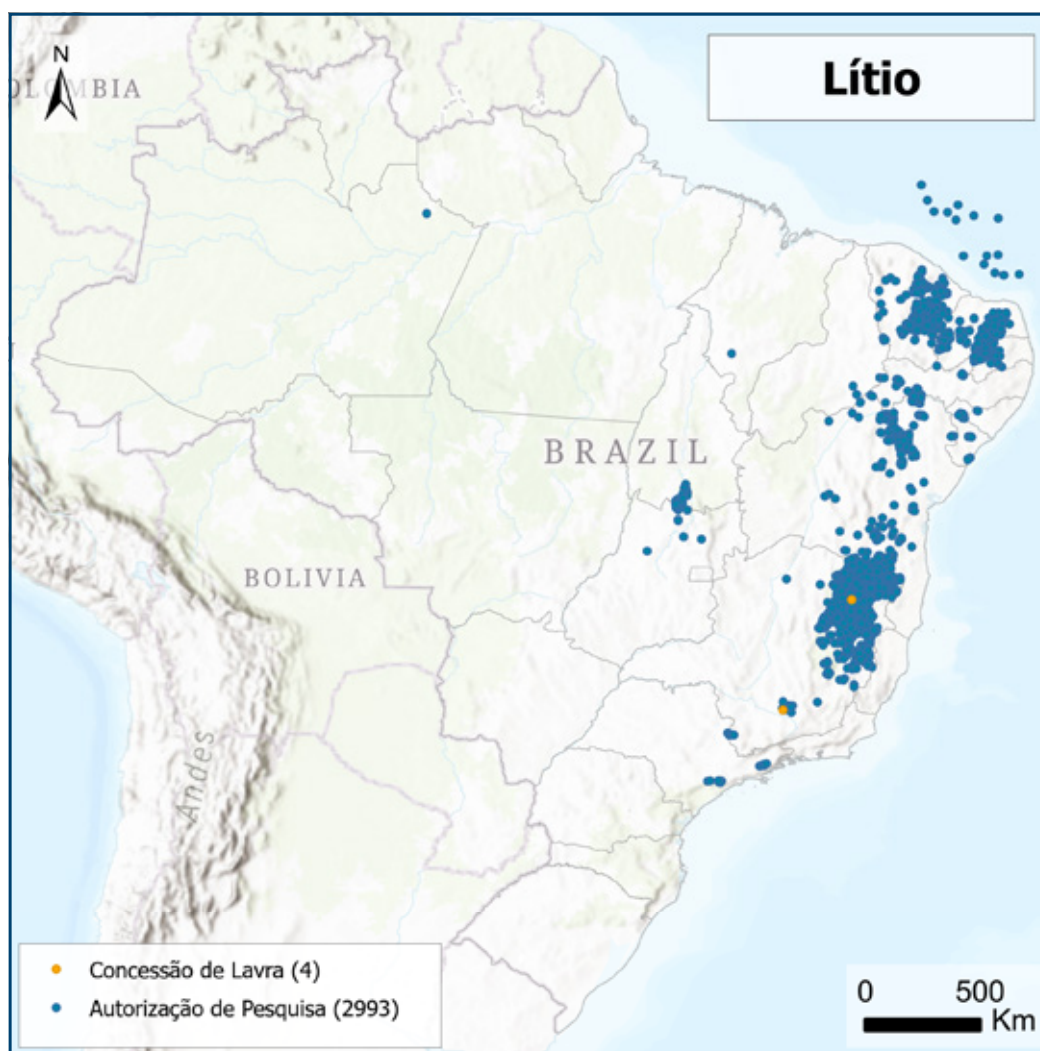 N
Lítio
OLOMBIA
BRAZIL
BOLIVIA
Andes
Concessão de Lavra (4)
Autorização de Pesquisa (2993)
0 500
Km